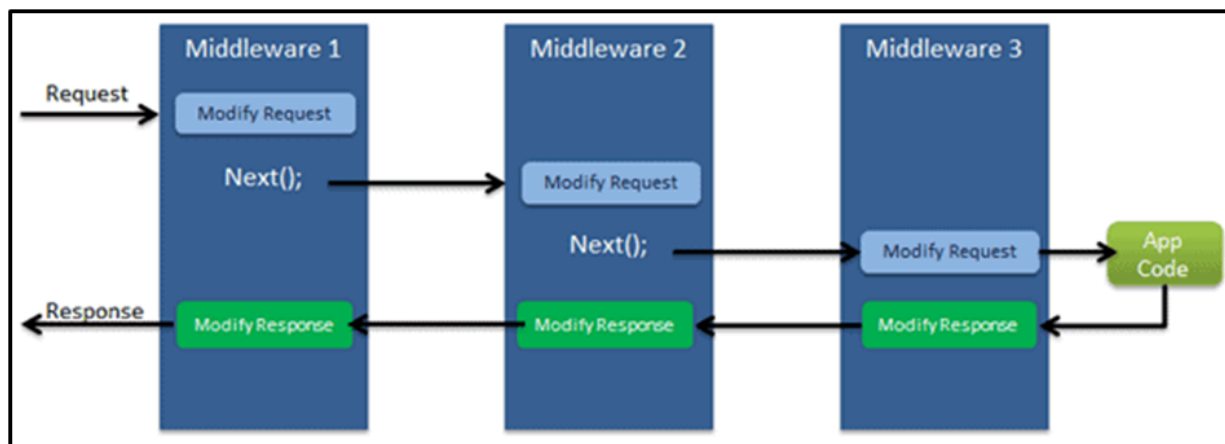 Middleware 1
Middleware 2
Middleware 3
Request
Modify Request
Next();
Modify Request
Next();
Modify Request
App
Code
Response
Modify Response
Modify Response
Modify Response